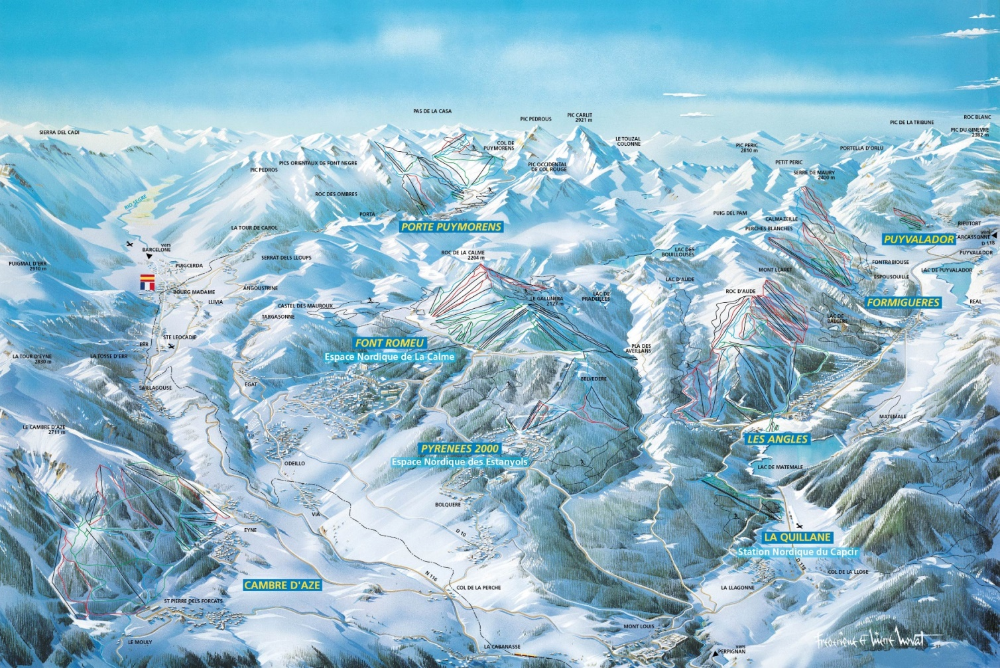 PAS DE LA CASA
PIC CARLIT
2921 m
PIC PEDROUS
ROC BLANC
PIC DE LA TRIBUNE
PIC DU GINEVRE
2382 m
SIERRA DEL CADI
LE TOUZAL
COLONNE
COL DE
PUYMORENS
PIC PERIC
2810 m
PORTELLA D'ORLU
PICS ORIENTAUX DE FONT NEGRE
PIC PEDROS
PIC OCCIDENTAL
DE COL ROUGE
PETIT PERIC
SERRE DE MAURY
2400 m
RIO SEGRE
ROC DES OMBRES
PORTA
PUIG DEL PAM
CALMAZEILLE
PERCHES BLANCHES
PORTE PUYMORENS
LA TOUR DE CAROL
RIEUTORT
vers
CARCASSONNE
D 118
PUYVALADOR
PUYVALADOR
vers
BARCELONE
ROC DE LA CALME
2204 m
SERRAT DELS LLOUPS
LAC DES
BOUILLOUSES
PUIGMAL D'ERR
2910 m
PUIGCERDA
FONTRABIOUSE
MONT LLARET
LAC DE PUYVALADOR
ESPOUSOUILLE
LAC D'AUDE
ANGOUSTRINE
BOURG MADAME
ROC D'AUDE
LLIVIA
LE GALLINERA
2127 m
LAC DE
PRADEILLES
CASTEL DES MAUROUX
FORMIGUERES
REAL
TARGASONNE
LAC DE
BALCERE
STE LEOCADIE
ERR
FONT ROMEU
Espace Nordique de La Calme
PLA DES
AVEILLANS
LA TOUR D'EYNE
2830 m
LA TOSSE D'ERR
SAILLAGOUSE
EGAT
BELVEDERE
MATEMALE
LE CAMBRE D'AZE
2711 m
LES ANGLES
PYRENEES 2000
Espace Nordique des Estanyols
ODEILLO
LAC DE MATEMALE
BOLQUERE
VIA
EYNE
D 10
LA QUILLANE
Station Nordique du Capcir
D 118
COL DE LA LLOSE
N 116
CAMBRE D'AZE
COL DE LA PERCHE
LA LLAGONNE
ST PIERRE DELS FORCATS
MONT LOUIS
LE MOULY
LA CABANASSE
vers
PERPIGNAN
Frédérique et Pierre Novat 91